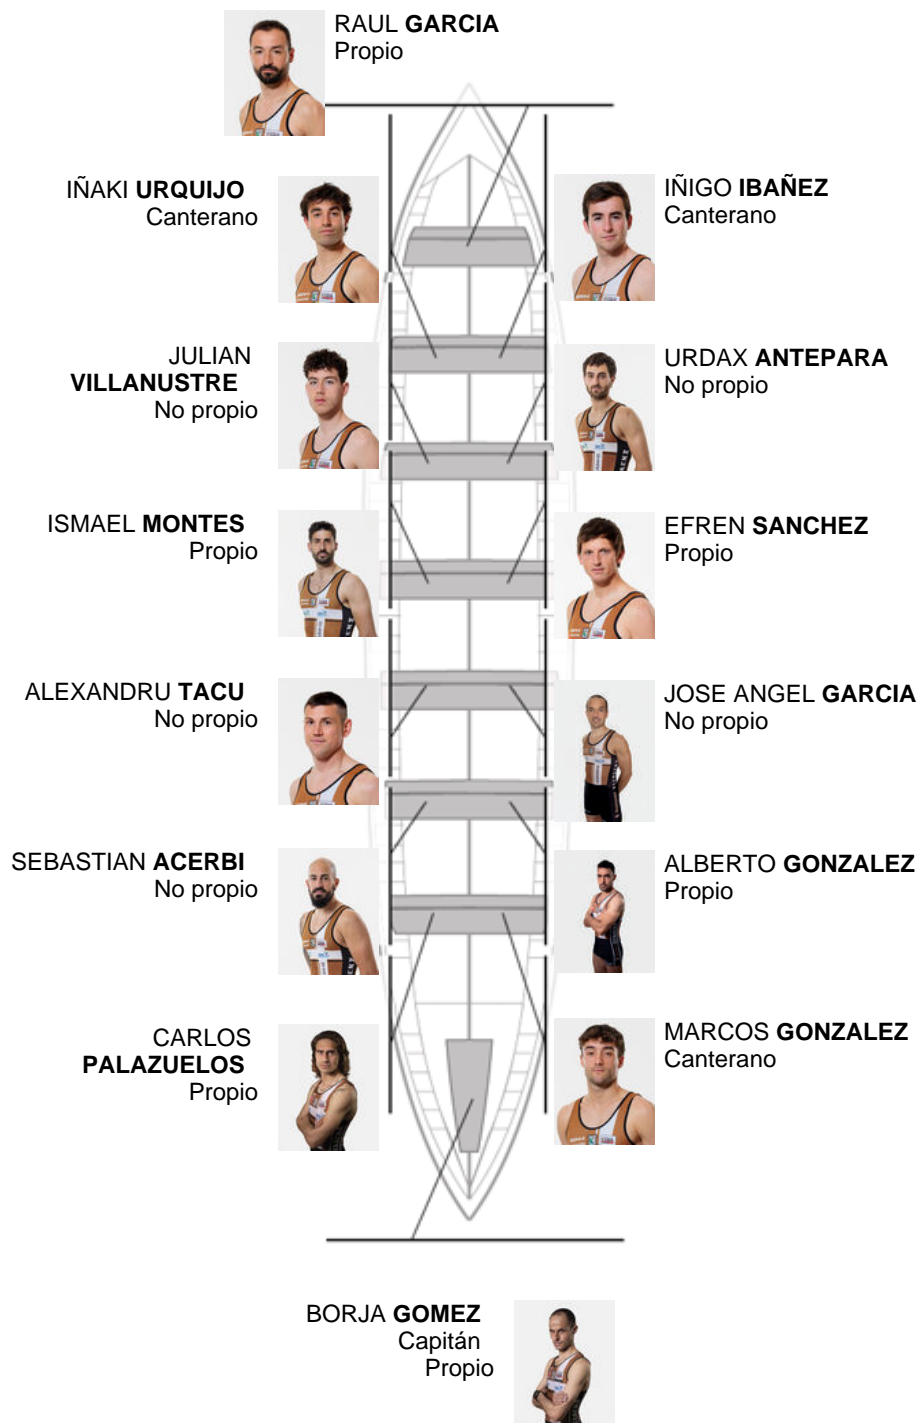 RAUL GARCIA
Propio
IÑAKI URQUIJO
Canterano
IÑIGO IBAÑEZ
Canterano
JULIAN
VILLANUSTRE
No propio
URDAX ANTEPARA
No propio
ISMAEL MONTES
Propio
EFREN SANCHEZ
Propio
ALEXANDRU TACU
No propio
JOSE ANGEL GARCIA
No propio
SEBASTIAN ACERBI
No propio
ALBERTO GONZALEZ
Propio
CARLOS
PALAZUELOS
Propio
MARCOS GONZALEZ
Canterano
BORJA GOMEZ
Capitán
Propio